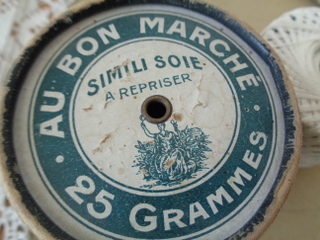 AU BON MARCHÉ
SIMILI SOIE
A REPRISER
25 GRAMMES